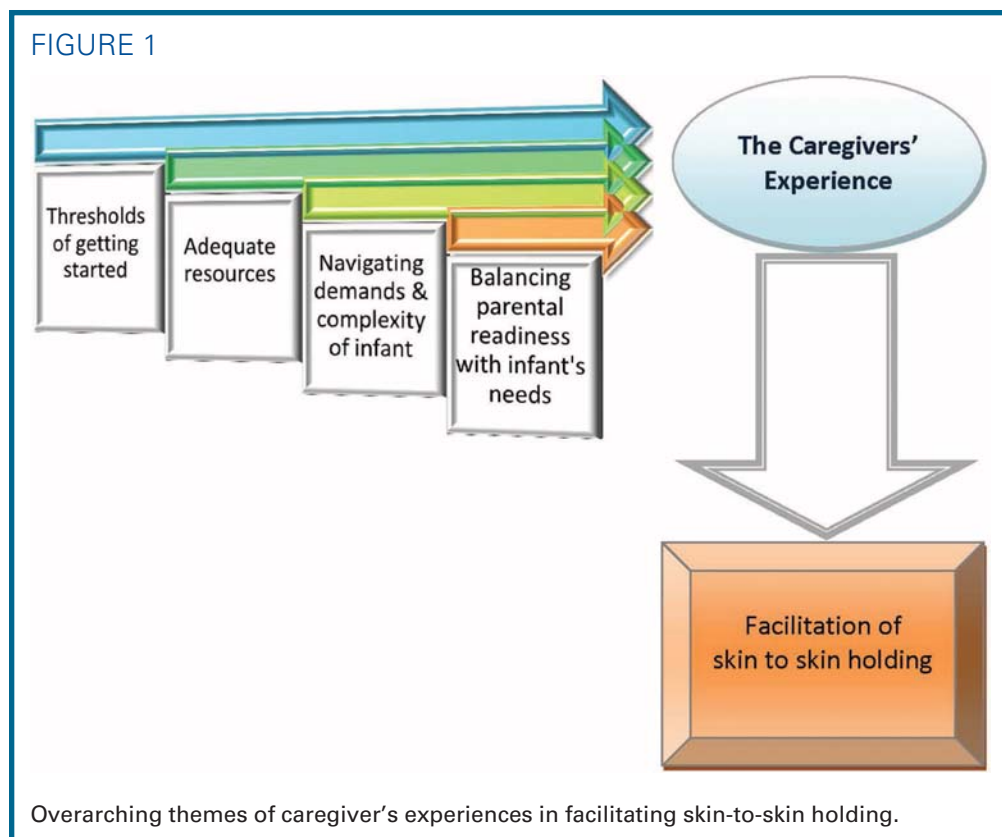 FIGURE 1
Thresholds
of getting
started
Adequate
resources
Navigating
demands &
complexity
of infant
Balancing
parental
readiness
with infant's
needs
The Caregivers'
Experience
Facilitation of
skin to skin holding
Overarching themes of caregiver's experiences in facilitating skin-to-skin holding.